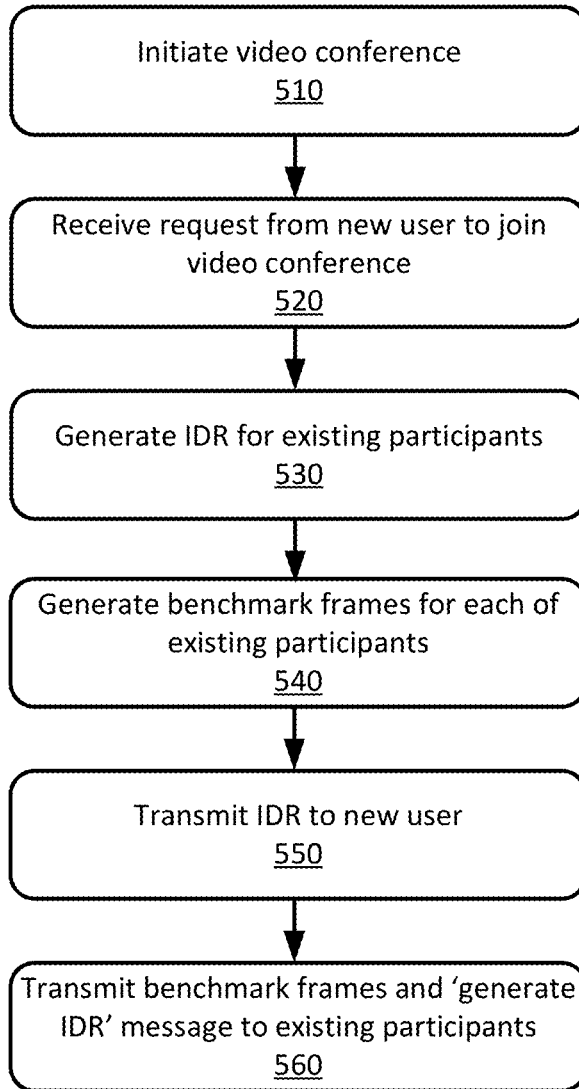 Initiate video conference
510
Receive request from new user to join
video conference
520
Generate IDR for existing participants
530
Generate benchmark frames for each of
existing participants
540
Transmit IDR to new user
550
Transmit benchmark frames and ‘generate
IDR’ message to existing participants
560